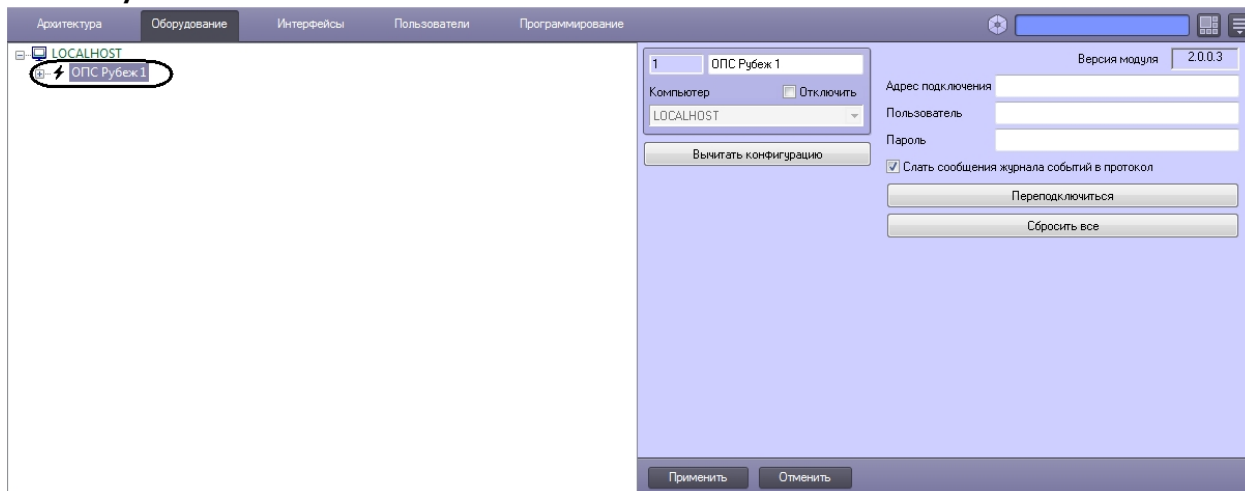 Архитектура Оборудование Интерфейсы Пользователи Программирование
LOCALHOST
ОПС Рубеж 1
1 ОПС Рубеж 1
Компьютер Отключить
LOCALHOST
Вычитать конфигурацию
Версия модуля 2.0.0.3
Адрес подключения
Пользователь
Пароль
Слать сообщения журнала событий в протокол
Переподключиться
Сбросить все
Применить Отменить